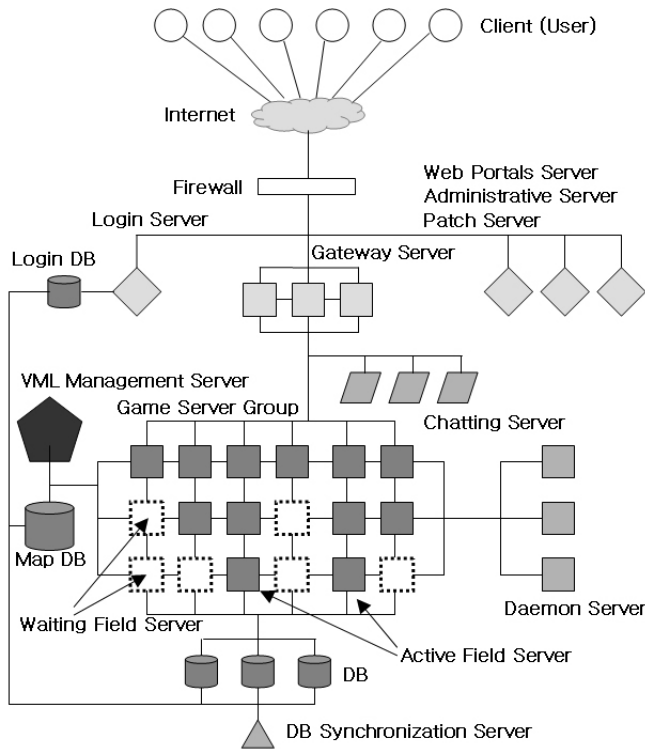 Client (User)
Internet
Web Portals Server
Administrative Server
Patch Server
Firewall
Login Server
Gateway Server
Login DB
VML Management Server
Game Server Group
Chatting Server
Map DB
Daemon Server
Waiting Field Server
Active Field Server
DB
DB Synchronization Server